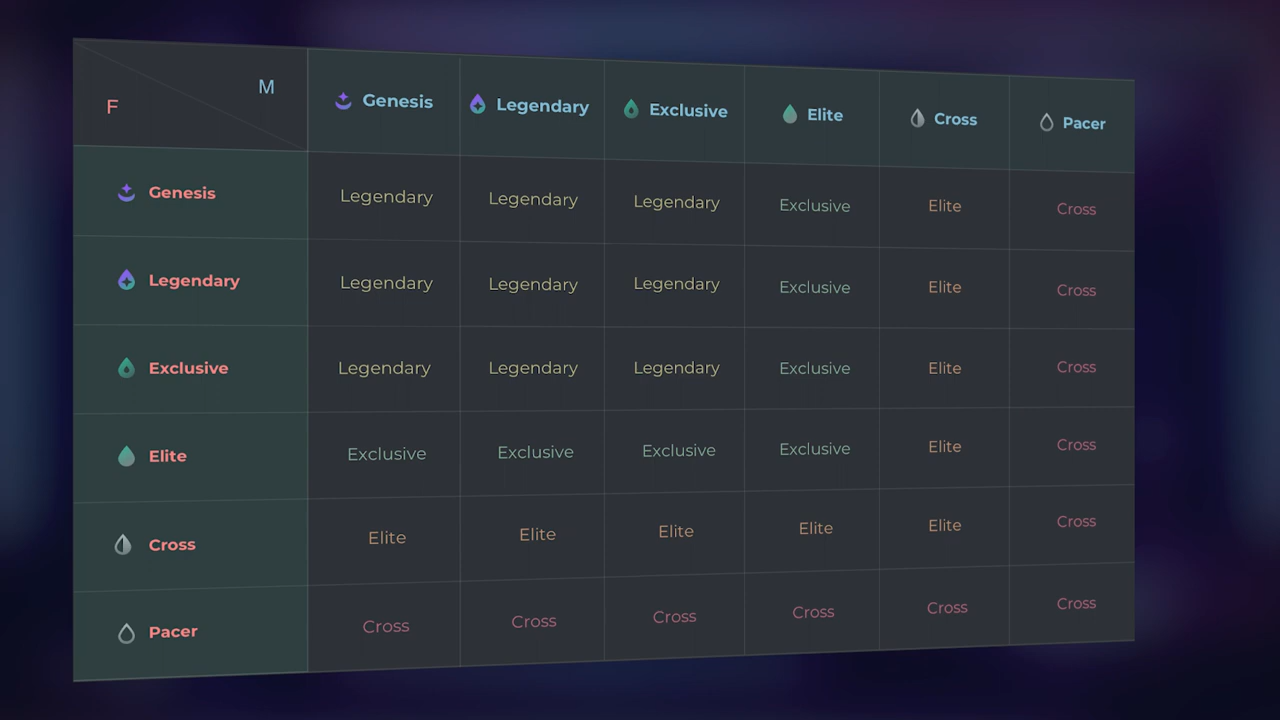 M
F
Genesis Legendary Exclusive Elite Cross Pacer
Genesis Legendary Legendary Legendary Exclusive Elite Cross
Legendary Legendary Legendary Legendary Exclusive Elite Cross
Exclusive Legendary Legendary Legendary Exclusive Elite Cross
Elite Exclusive Exclusive Exclusive Exclusive Elite Cross
Cross Elite Elite Elite Elite Elite Cross
Pacer Cross Cross Cross Cross Cross Cross